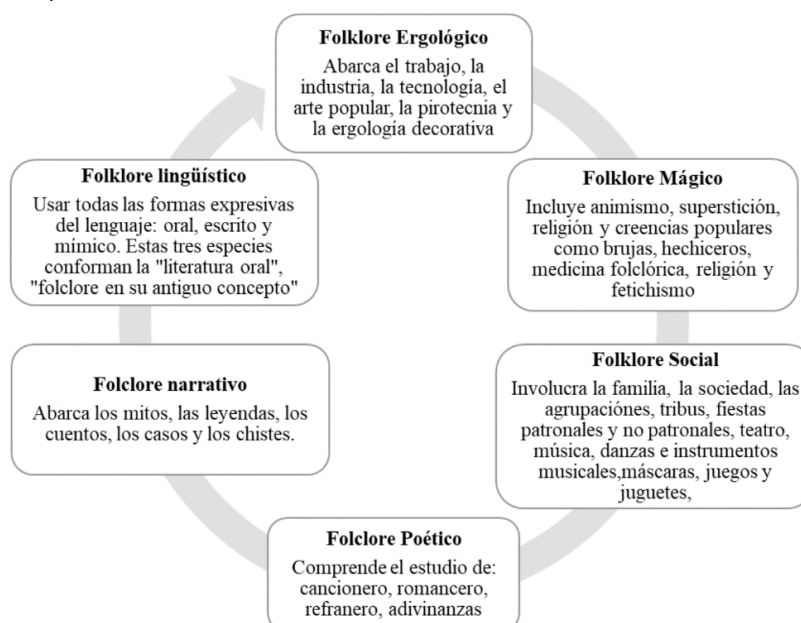 Folklore Ergológico
Abarca el trabajo, la
industria, la tecnología, el
arte popular, la pirotecnia y
la ergología decorativa
Folklore Mágico
Incluye animismo, superstición,
religión y creencias populares
como brujas, hechiceros,
medicina folclórica, religión y
fetichismo
Folklore Social
Involucra la familia, la sociedad, las
agrupaciónes, tribus, fiestas
patronales y no patronales, teatro,
música, danzas e instrumentos
musicales,máscaras, juegos y
juguetes,
Folclore Poético
Comprende el estudio de:
cancionero, romancero,
refranero, adivinanzas
Folclore narrativo
Abarca los mitos, las leyendas, los
cuentos, los casos y los chistes.
Folklore lingüístico
Usar todas las formas expresivas
del lenguaje: oral, escrito y
mímico. Estas tres especies
conforman la "literatura oral",
"folclore en su antiguo concepto"